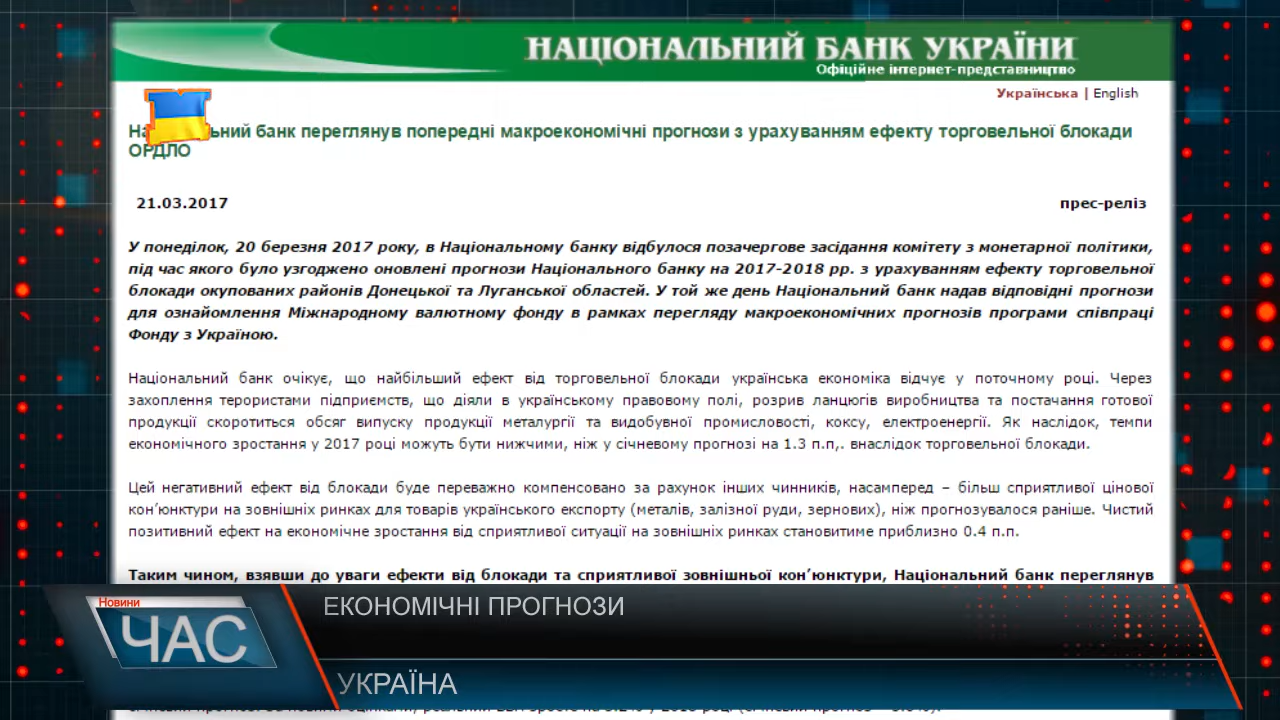 НАЦІОНАЛЬНИЙ БАНК УКРАЇНИ
Офіційне інтернет-представництво
Українська | English
банк переглянув попередні макроекономічні прогнози з урахуванням ефекту торговельної блокади
ОРДЛО
21.03.2017 прес-реліз
У понеділок, 20 березня 2017 року, в Національному банку відбулося позачергове засідання комітету з монетарної політики,
під час якого було узгоджено оновлені прогнози Національного банку на 2017-2018 рр. з урахуванням ефекту торговельної
блокади окупованих районів Донецької та Луганської областей. У той же день Національний банк надав відповідні прогнози
для ознайомлення Міжнародному валютному фонду в рамках перегляду макроекономічних прогнозів програми співпраці
Фонду з Україною.
Національний банк очікує, що найбільший ефект від торговельної блокади українська економіка відчує у поточному році. Через
захоплення терористами підприємств, що діяли в українському правовому полі, розрив ланцюгів виробництва та постачання готової
продукції скоротиться обсяг випуску продукції металургії та видобувної промисловості, коксу, електроенергії. Як наслідок, темпи
економічного зростання у 2017 році можуть бути нижчими, ніж у січневому прогнозі на 1.3 п.п,. внаслідок торговельної блокади.
Цей негативний ефект від блокади буде переважно компенсовано за рахунок інших чинників, насамперед – більш сприятливої цінової
кон’юнктури на зовнішніх ринках для товарів українського експорту (металів, залізної руди, зернових), ніж прогнозувалося раніше. Чистий
позитивний ефект на економічне зростання від сприятливої ситуації на зовнішніх ринках становитиме приблизно 0.4 п.п.
Таким чином, взявши до уваги ефекти від блокади та сприятливої зовнішньої кон’юнктури, Національний банк переглянув
Новини
ЧАС
ЕКОНОМІЧНІ ПРОГНОЗИ
УКРАЇНА